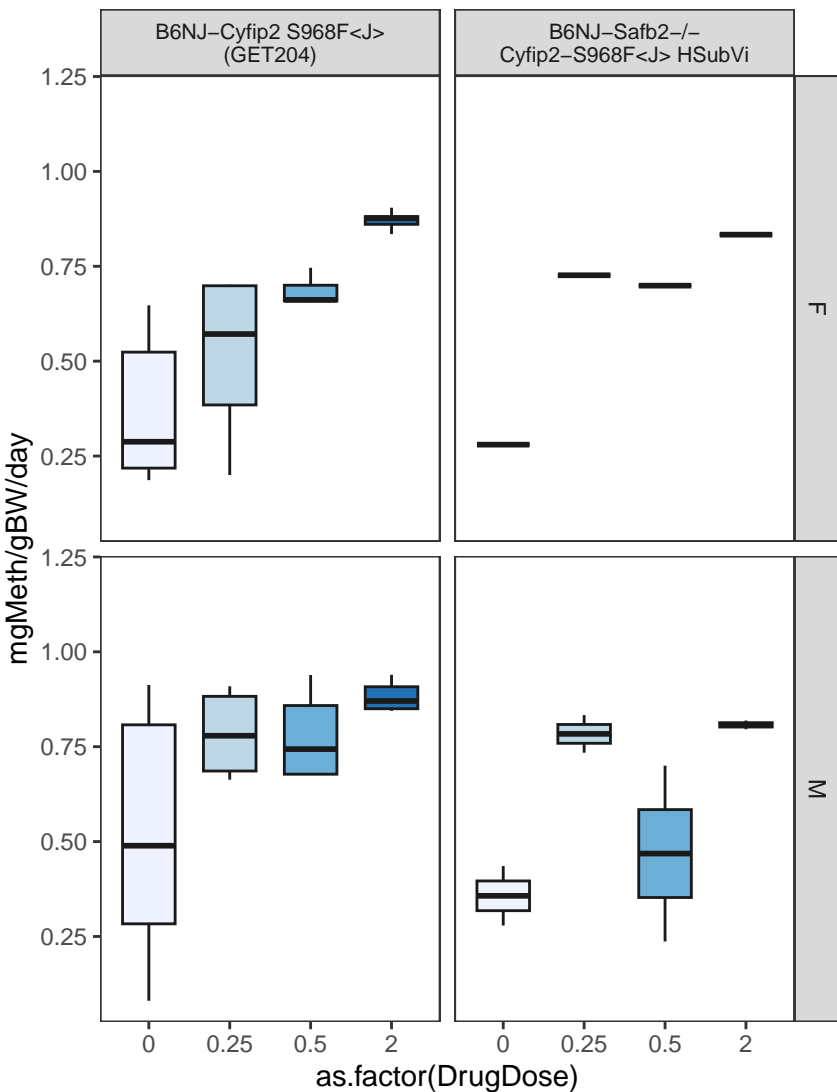 B6NJ−Cyfip2 S968F<J>
(GET204)
B6NJ−Safb2−/−
Cyfip2−S968F<J> HSubVi
1.25
1.00
0.75
0.50
0.25
F
1.25
1.00
0.75
0.50
0.25
M
mgMeth/gBW/day
0 0.25 0.5 2
0 0.25 0.5 2
as.factor(DrugDose)